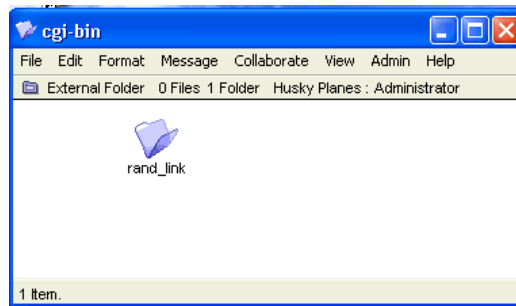 cgi-bin
File Edit Format Message Collaborate View Admin Help
External Folder 0 Files 1 Folder Husky Planes : Administrator
rand_link
1 Item.